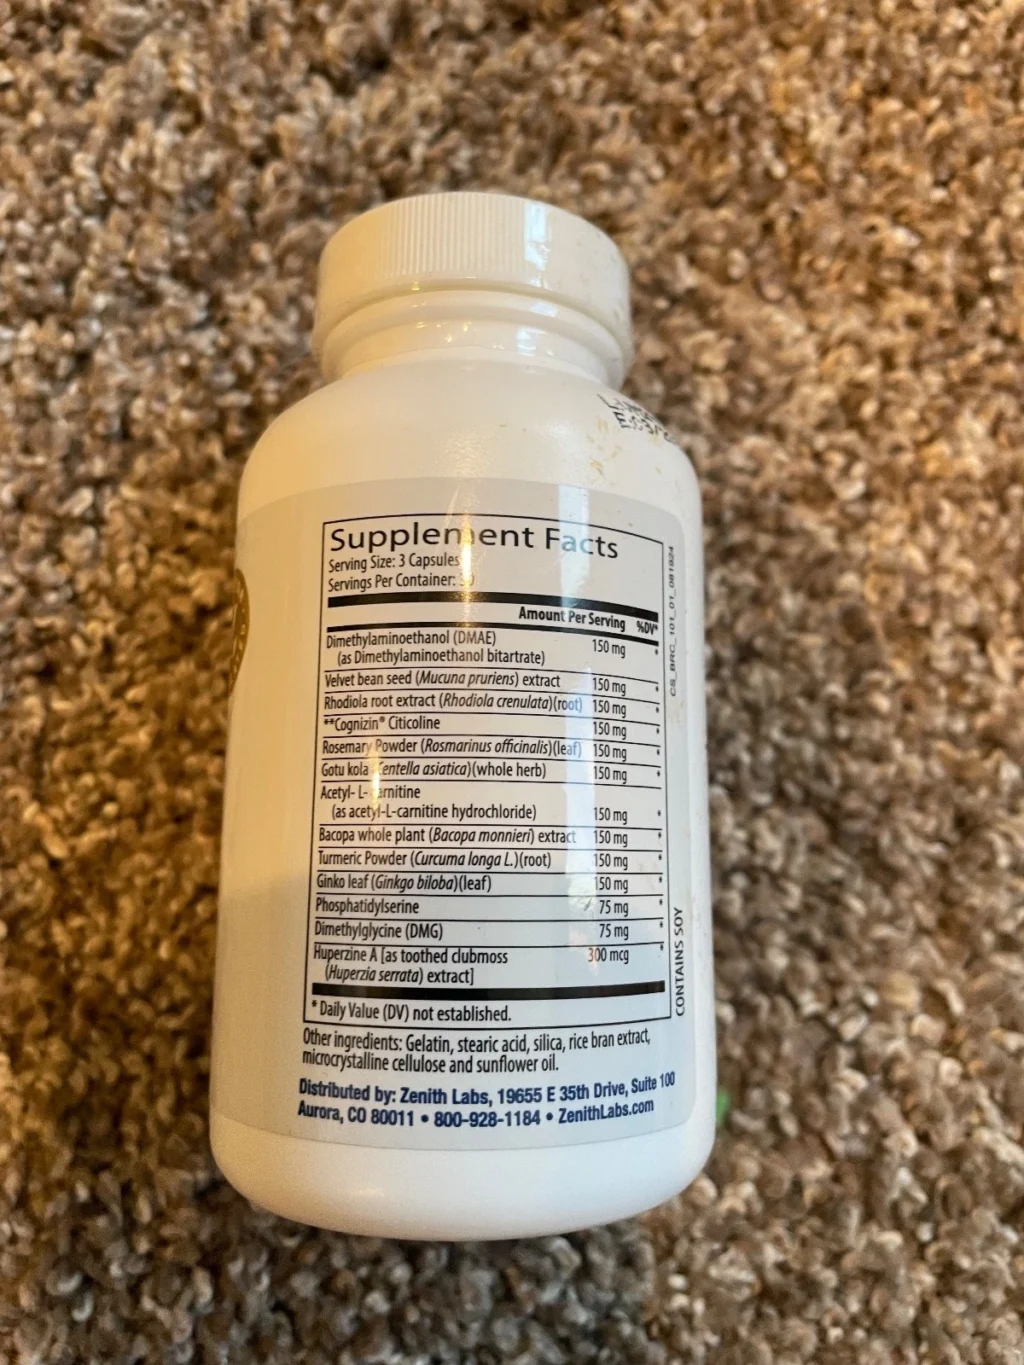 Supplement Facts
Serving Size: 3 Capsules
Servings Per Container:
Amount Per Serving %DV*
Dimethylaminoethanol (DMAE)
(as Dimethylaminoethanol bitartrate) 150 mg *
Velvet bean seed (Mucuna pruriens) extract 150 mg *
Rhodiola root extract (Rhodiola crenulata)(root) 150 mg *
**Cognizin® Citicoline 150 mg *
Rosemary Powder (Rosmarinus officinalis)(leaf) 150 mg *
Gotu kola (Centella asiatica)(whole herb) 150 mg *
Acetyl- L- carnitine
(as acetyl-L-carnitine hydrochloride) 150 mg *
Bacopa whole plant (Bacopa monnieri) extract 150 mg *
Turmeric Powder (Curcuma longa L.)(root) 150 mg *
Ginko leaf (Ginkgo biloba)(leaf) 150 mg *
Phosphatidylserine 75 mg *
Dimethylglycine (DMG) 75 mg *
Huperzine A [as toothed clubmoss 300 mcg *
(Huperzia serrata) extract]
* Daily Value (DV) not established.
Other ingredients: Gelatin, stearic acid, silica, rice bran extract,
microcrystalline cellulose and sunflower oil.
Distributed by: Zenith Labs, 19655 E 35th Drive, Suite 100
Aurora, CO 80011 • 800-928-1184 • ZenithLabs.com
CS_BRC_101_01_081924
CONTAINS SOY